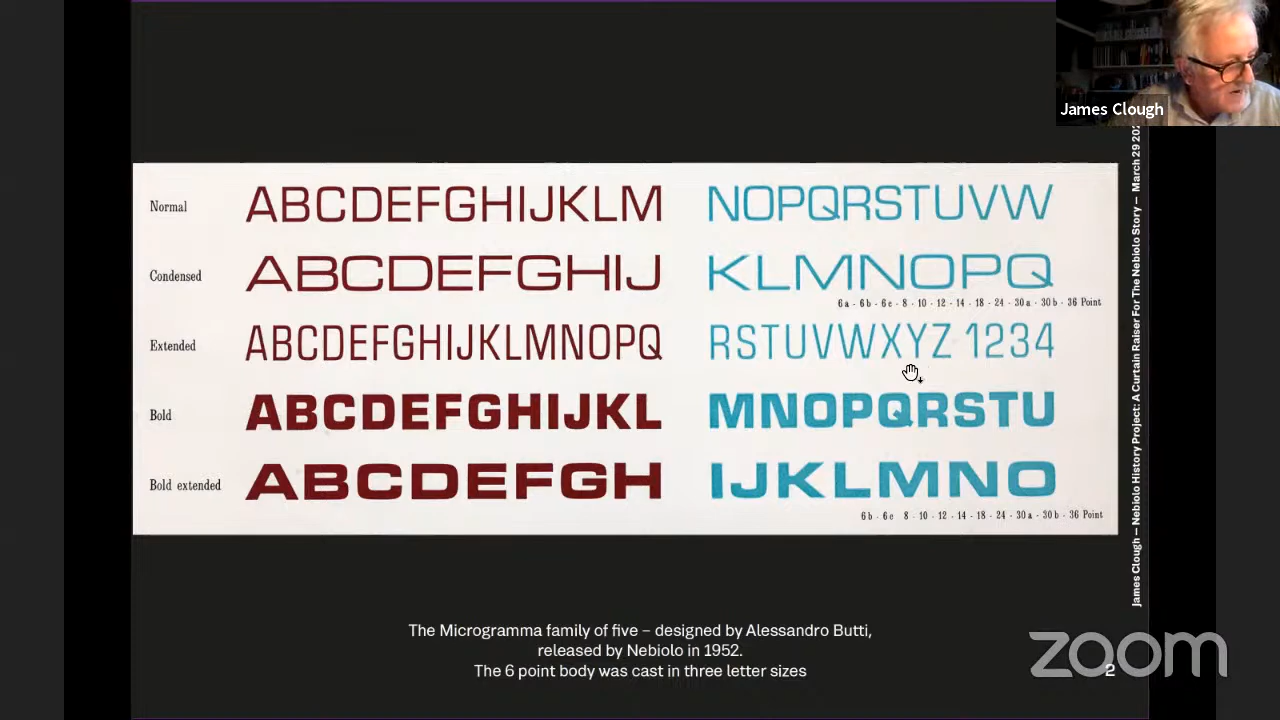 James Clough
Normal ABCDEFGHIJKLM NOPQRSTUVW
Condensed ABCDEFGHIJ KLMNOPQ
6a - 6b - 6c - 8 - 10 - 12 - 14 - 18 - 24 - 30a - 30b - 36 Point
Extended ABCDEFGHIJKLMNOPQ RSTUVWXYZ 1234
Bold ABCDEFGHIJKL MNOPQRSTU
Bold extended ABCDEFGH IJKLMNO
6b - 6c 8 - 10 - 12 - 14 - 18 - 24 - 30a - 30b - 36 Point
James Clough — Nebiolo History Project: A Curtain Raiser For The Nebiolo Story — March 29
The Microgramma family of five – designed by Alessandro Butti,
released by Nebiolo in 1952.
The 6 point body was cast in three letter sizes
2
zoom